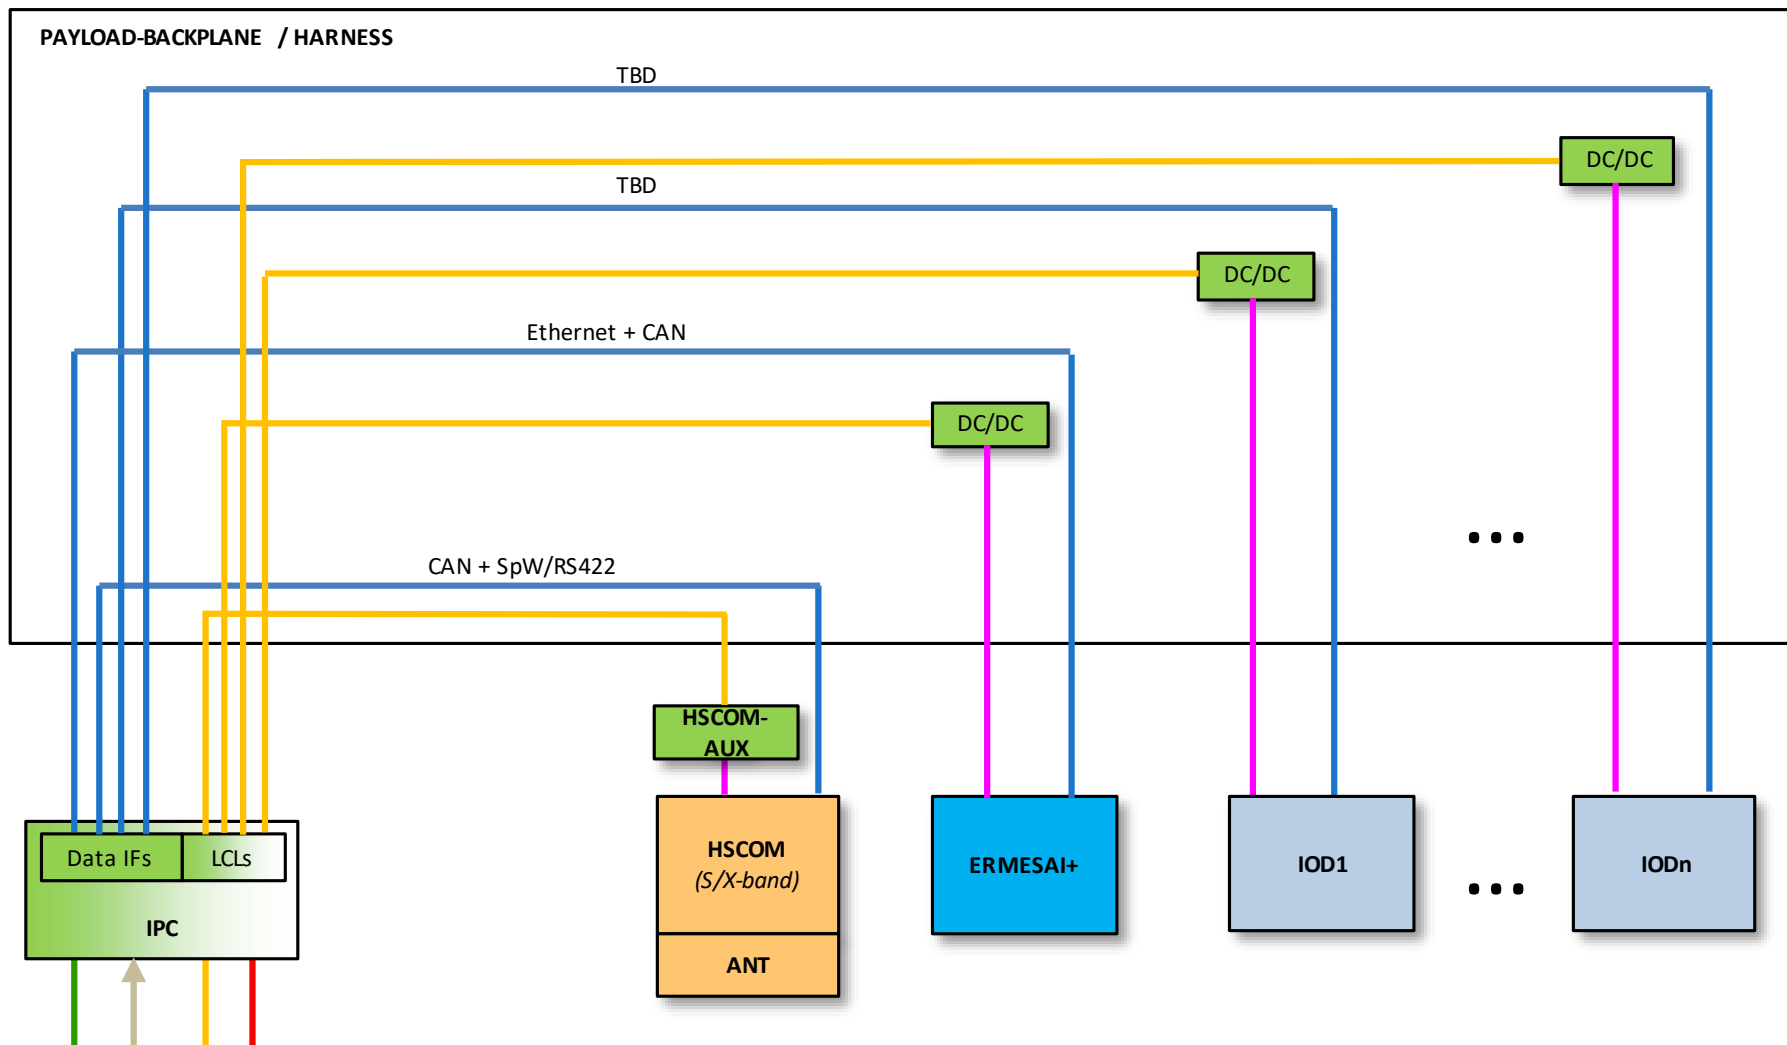 PAYLOAD-BACKPLANE / HARNESS
TBD
DC/DC
TBD
DC/DC
Ethernet + CAN
DC/DC
...
CAN + SpW/RS422
HSCOM-
AUX
Data IFs
LCLs
IPC
HSCOM
(S/X-band)
ANT
ERMESAI+
IOD1
...
IODn